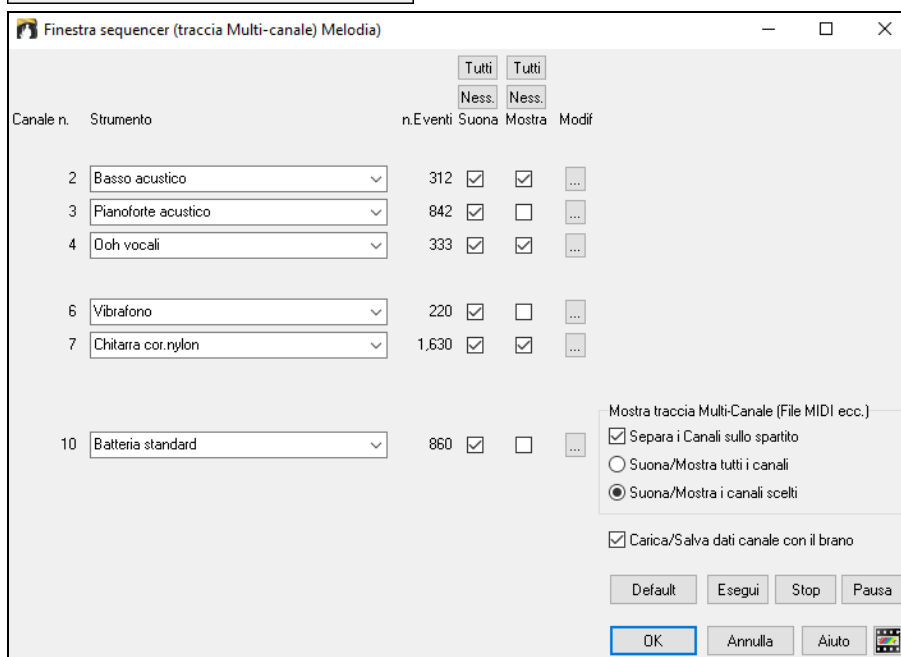 Finestra sequencer (traccia Multi-canale) Melodia)
Tutti Tutti
Ness. Ness.
Canale n. Strumento n.Eventi Suona Mostra Modif
2 Basso acustico 312 ...
3 Pianoforte acustico 842 ...
4 Ooh vocali 333 ...
6 Vibrafono 220 ...
7 Chitarra cor.nylon 1,630 ...
10 Batteria standard 860 ...
Mostra traccia Multi-Canale (File MIDI ecc.)
Separa i Canali sullo spartito
Suona/Mostra tutti i canali
Suona/Mostra i canali scelti
Carica/Salva dati canale con il brano
Default Esegui Stop Pausa
OK Annulla Aiuto